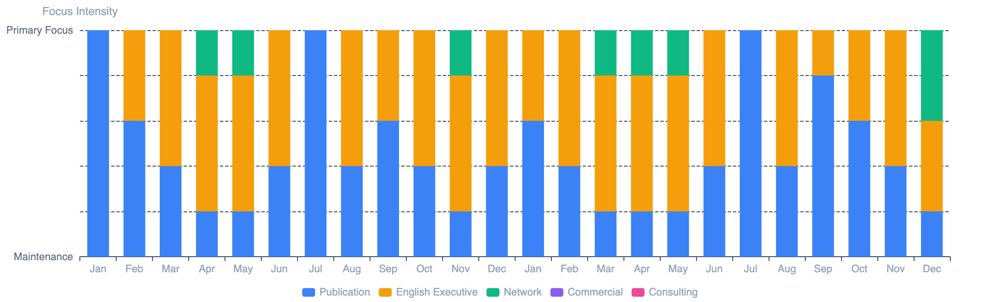 Focus Intensity
Primary Focus
Maintenance
Jan Feb Mar Apr May Jun Jul Aug Sep Oct Nov Dec Jan Feb Mar Apr May Jun Jul Aug Sep Oct Nov Dec
Publication English Executive Network Commercial Consulting